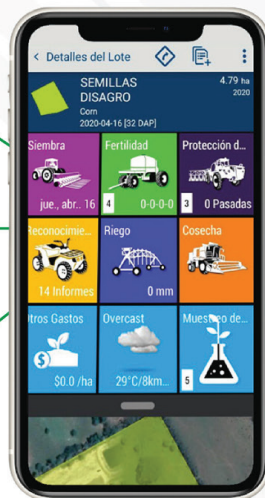 Detalles del Lote
SEMILLAS
DISAGRO
Corn
2020-04-16 [32 DAP]
4.79 ha
2020
Siembra
jue., abr.. 16
Fertilidad
4
0-0-0-0
Protección d...
3
0 Pasadas
Reconocimie...
14 Informes
Riego
0 mm
Cosecha
Otros Gastos
$0.0 /ha
Overcast
29°C/8km...
Muestreo de...
5